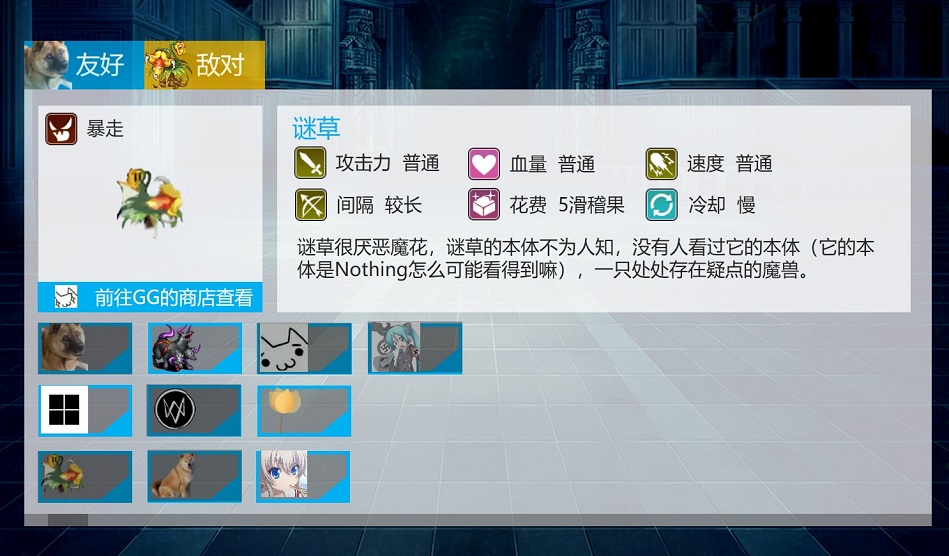 友好
敌对
暴走
前往GG的商店查看
谜草
攻击力 普通
血量 普通
速度 普通
间隔 较长
花费 5滑稽果
冷却 慢
谜草很厌恶魔花，谜草的本体不为人知，没有人看过它的本体（它的本
体是Nothing怎么可能看得到嘛），一只处处存在疑点的魔兽。